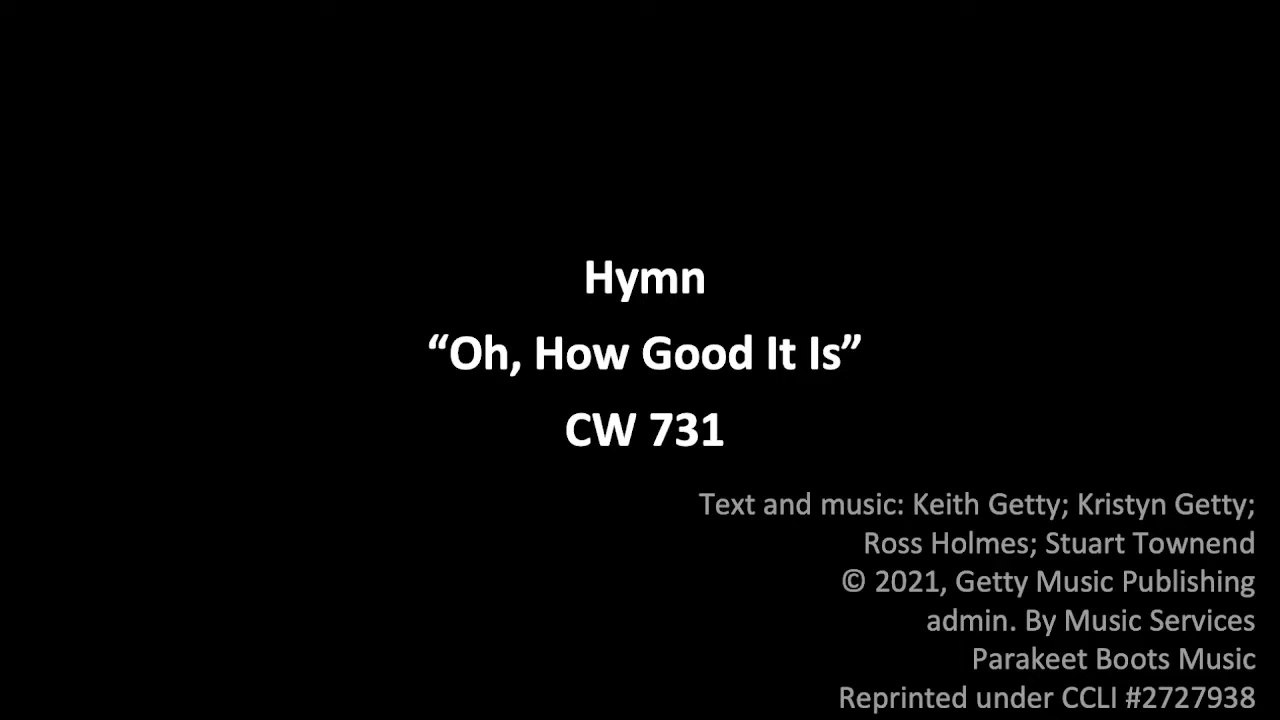 Hymn
“Oh, How Good It Is”
CW 731
Text and music: Keith Getty; Kristyn Getty;
Ross Holmes; Stuart Townend
© 2021, Getty Music Publishing
admin. By Music Services
Parakeet Boots Music
Reprinted under CCLI #2727938